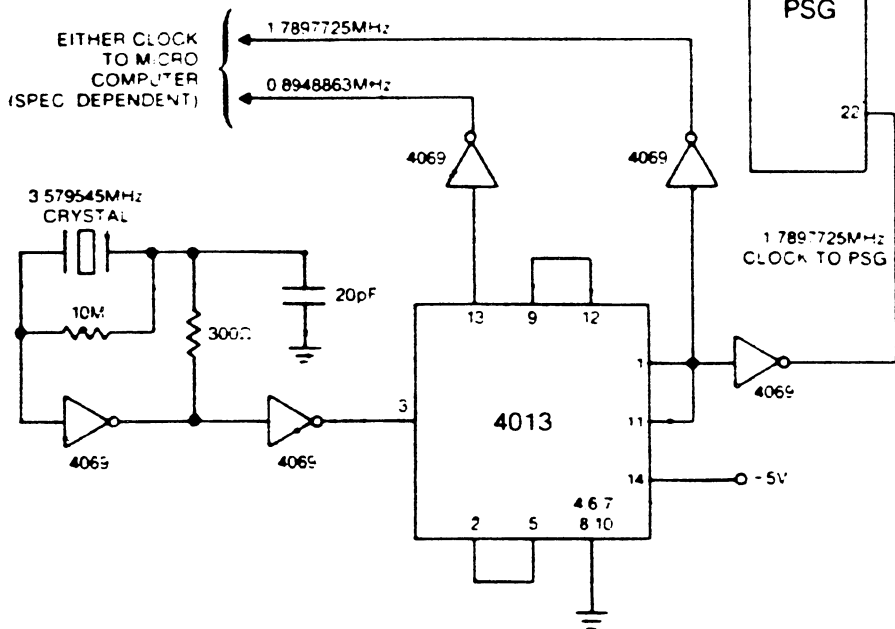 PSG
22
1.7897725MHz
EITHER CLOCK
TO MICRO
COMPUTER
(SPEC DEPENDENT)
0.8948863MHz
4069
4069
3.579545MHz
CRYSTAL
1.7897725MHz
CLOCK TO PSG
10M
300Ω
20pF
13
9
12
1
4069
3
4013
11
4069
4069
14
-5V
4 6 7
2
5
8 10